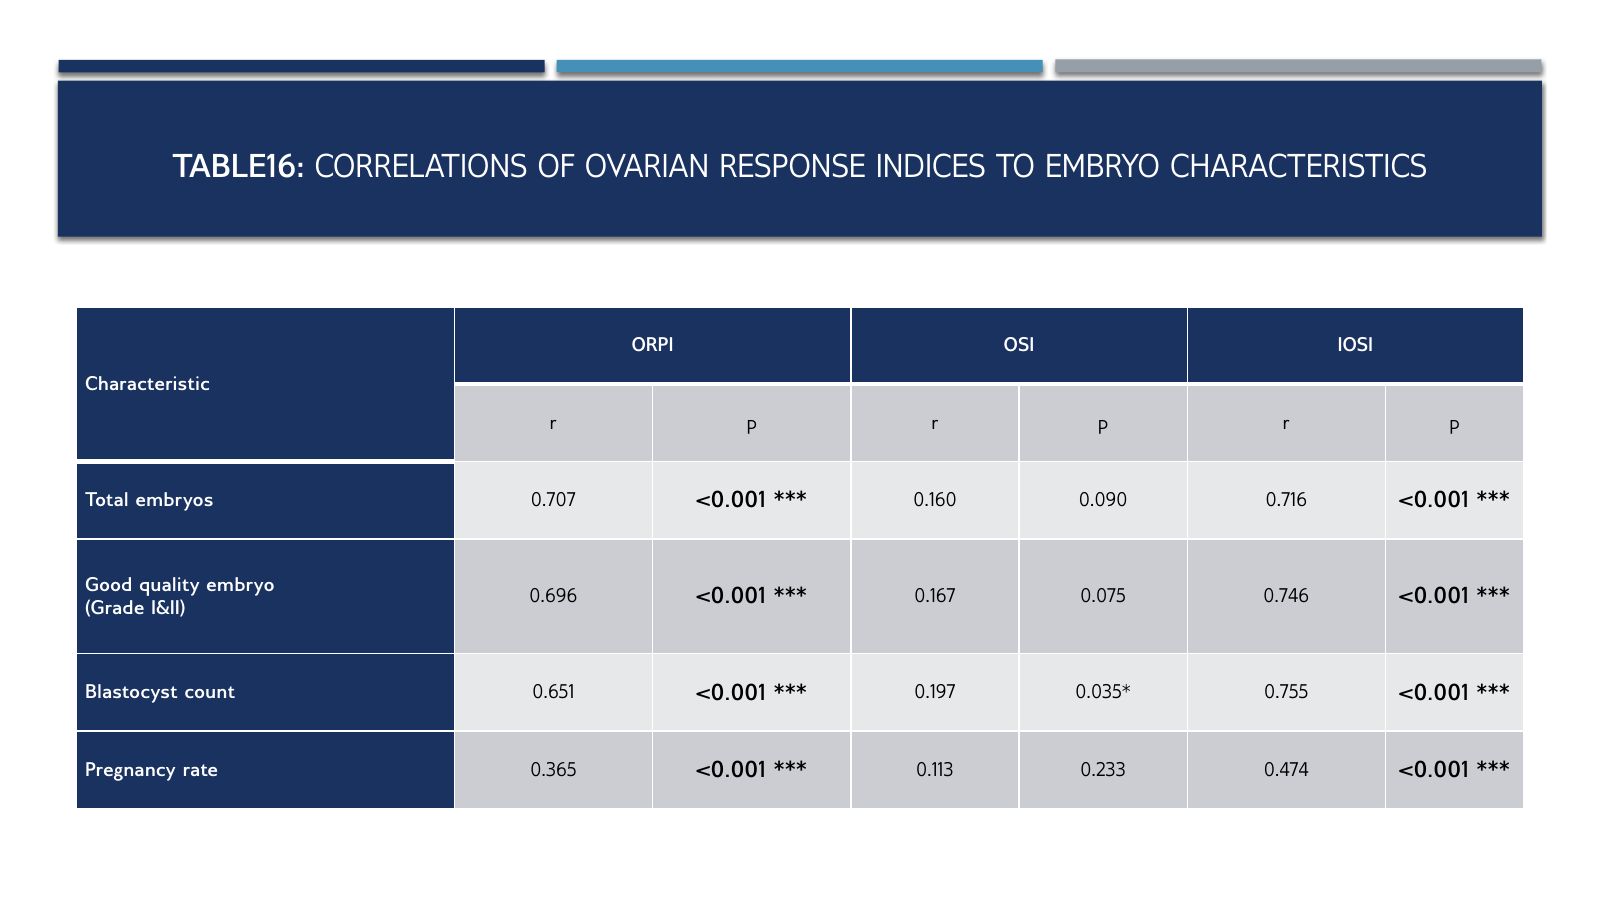 TABLE16: CORRELATIONS OF OVARIAN RESPONSE INDICES TO EMBRYO CHARACTERISTICS
Characteristic ORPI OSI IOSI
r p r p r p
Total embryos 0.707 <0.001 *** 0.160 0.090 0.716 <0.001 ***
Good quality embryo
(Grade I&II) 0.696 <0.001 *** 0.167 0.075 0.746 <0.001 ***
Blastocyst count 0.651 <0.001 *** 0.197 0.035* 0.755 <0.001 ***
Pregnancy rate 0.365 <0.001 *** 0.113 0.233 0.474 <0.001 ***